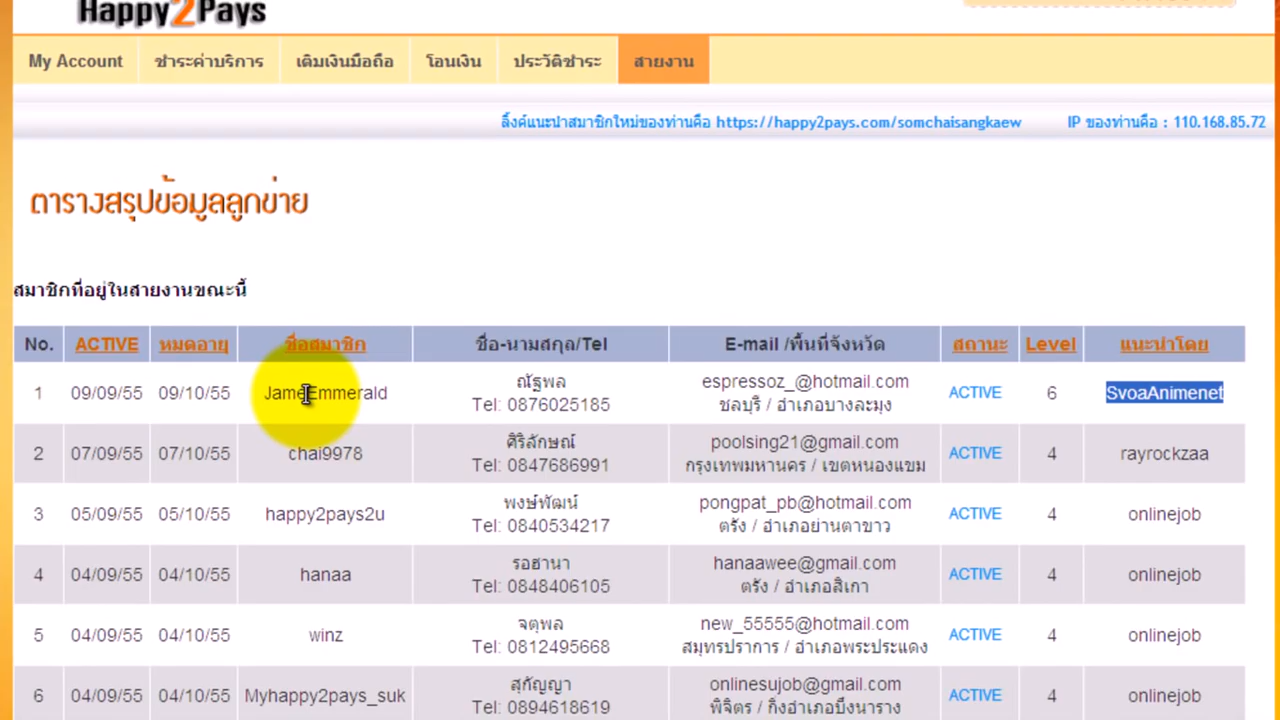 Happy2Pays
My Account ชำระค่าบริการ เติมเงินมือถือ โอนเงิน ประวัติชำระ สายงาน
ลิ้งค์แนะนำสมาชิกใหม่ของท่านคือ https://happy2pays.com/somchaisangkaew IP ของท่านคือ : 110.168.85.72
ตารางสรุปข้อมูลลูกข่าย
สมาชิกที่อยู่ในสายงานขณะนี้
No. ACTIVE หมดอายุ ชื่อสมาชิก ชื่อ-นามสกุล/Tel E-mail /พื้นที่จังหวัด สถานะ Level แนะนำโดย
1 09/09/55 09/10/55 JameEmmerald ณัฐพล espressoz_@hotmail.com ACTIVE 6 SvoaAnimenet
Tel: 0876025185 ชลบุรี / อำเภอบางละมุง
2 07/09/55 07/10/55 chai9978 ศิริลักษณ์ poolsing21@gmail.com ACTIVE 4 rayrockzaa
Tel: 0847686991 กรุงเทพมหานคร / เขตหนองแขม
3 05/09/55 05/10/55 happy2pays2u พงษ์พัฒน์ pongpat_pb@hotmail.com ACTIVE 4 onlinejob
Tel: 0840534217 ตรัง / อำเภอย่านตาขาว
4 04/09/55 04/10/55 hanaa รอฮานา hanaawee@gmail.com ACTIVE 4 onlinejob
Tel: 0848406105 ตรัง / อำเภอสิเกา
5 04/09/55 04/10/55 winz จตุพล new_55555@hotmail.com ACTIVE 4 onlinejob
Tel: 0812495668 สมุทรปราการ / อำเภอพระประแดง
6 04/09/55 04/10/55 Myhappy2pays_suk สุกัญญา onlinesujob@gmail.com ACTIVE 4 onlinejob
Tel: 0894618619 พิจิตร / กิ่งอำเภอบึงนาราง